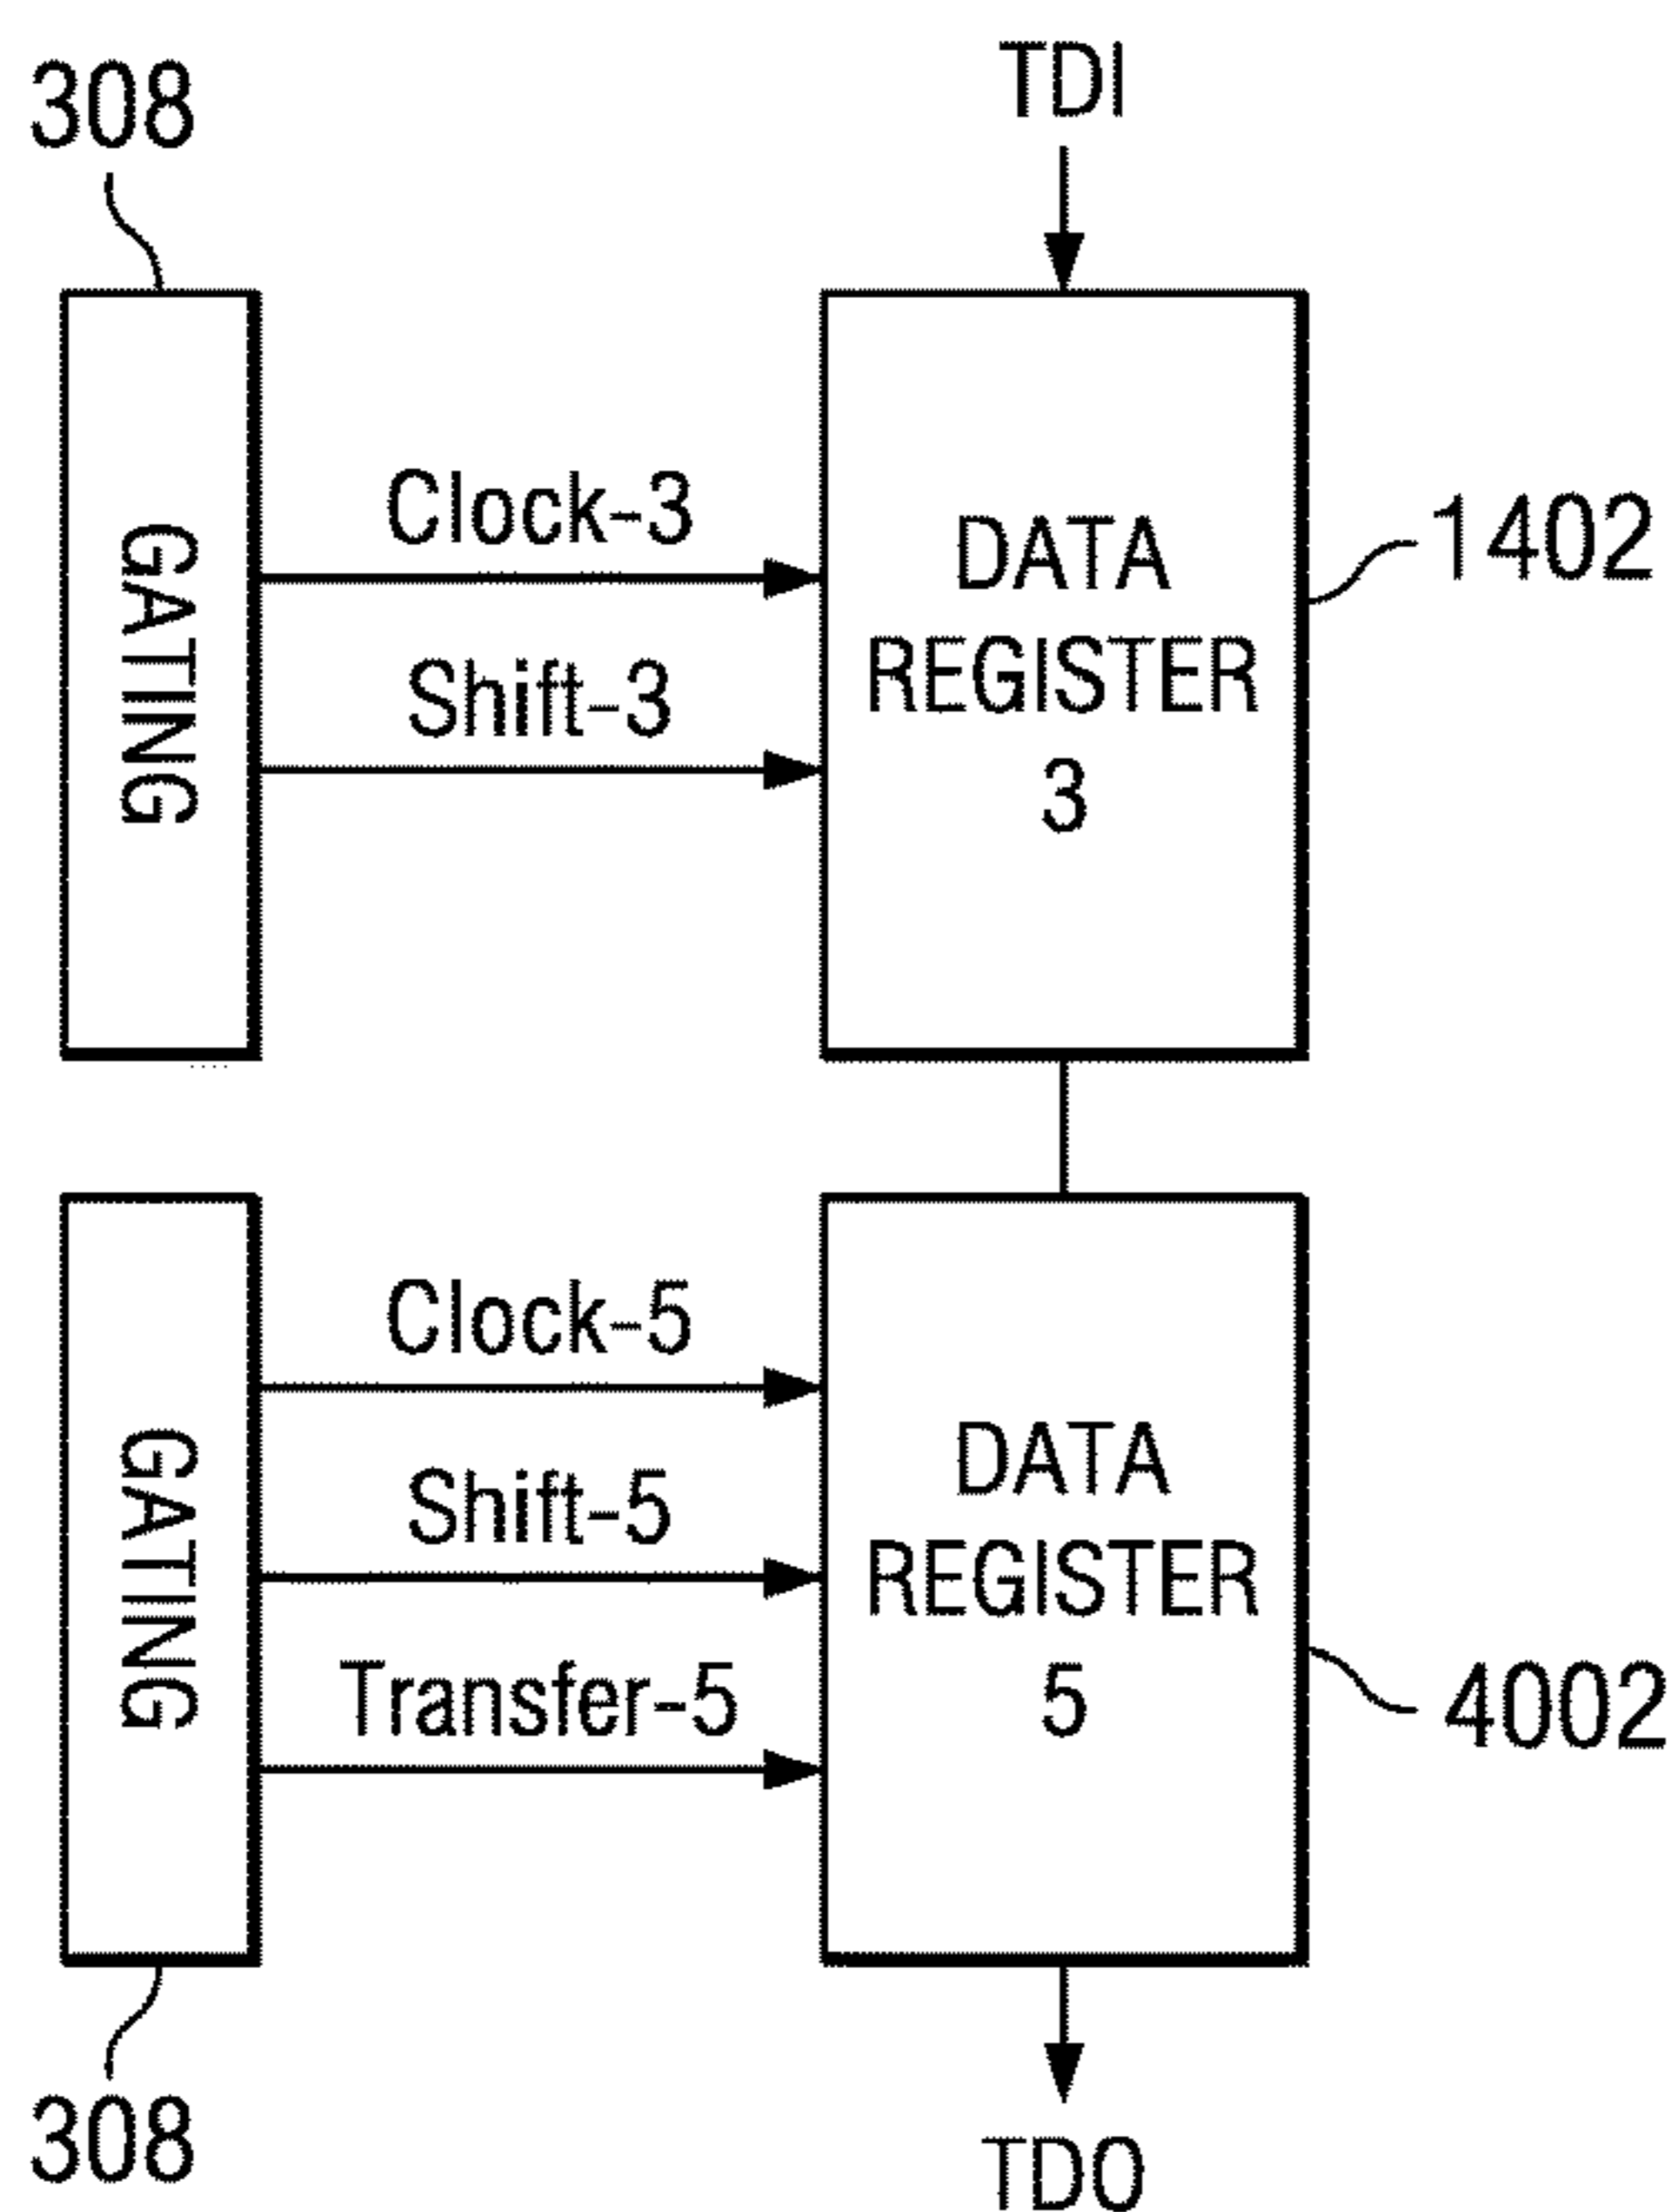 308
TDI
GATING
Clock-3
Shift-3
DATA
REGISTER
3
1402
GATING
Clock-5
Shift-5
Transfer-5
DATA
REGISTER
5
4002
308
TDO